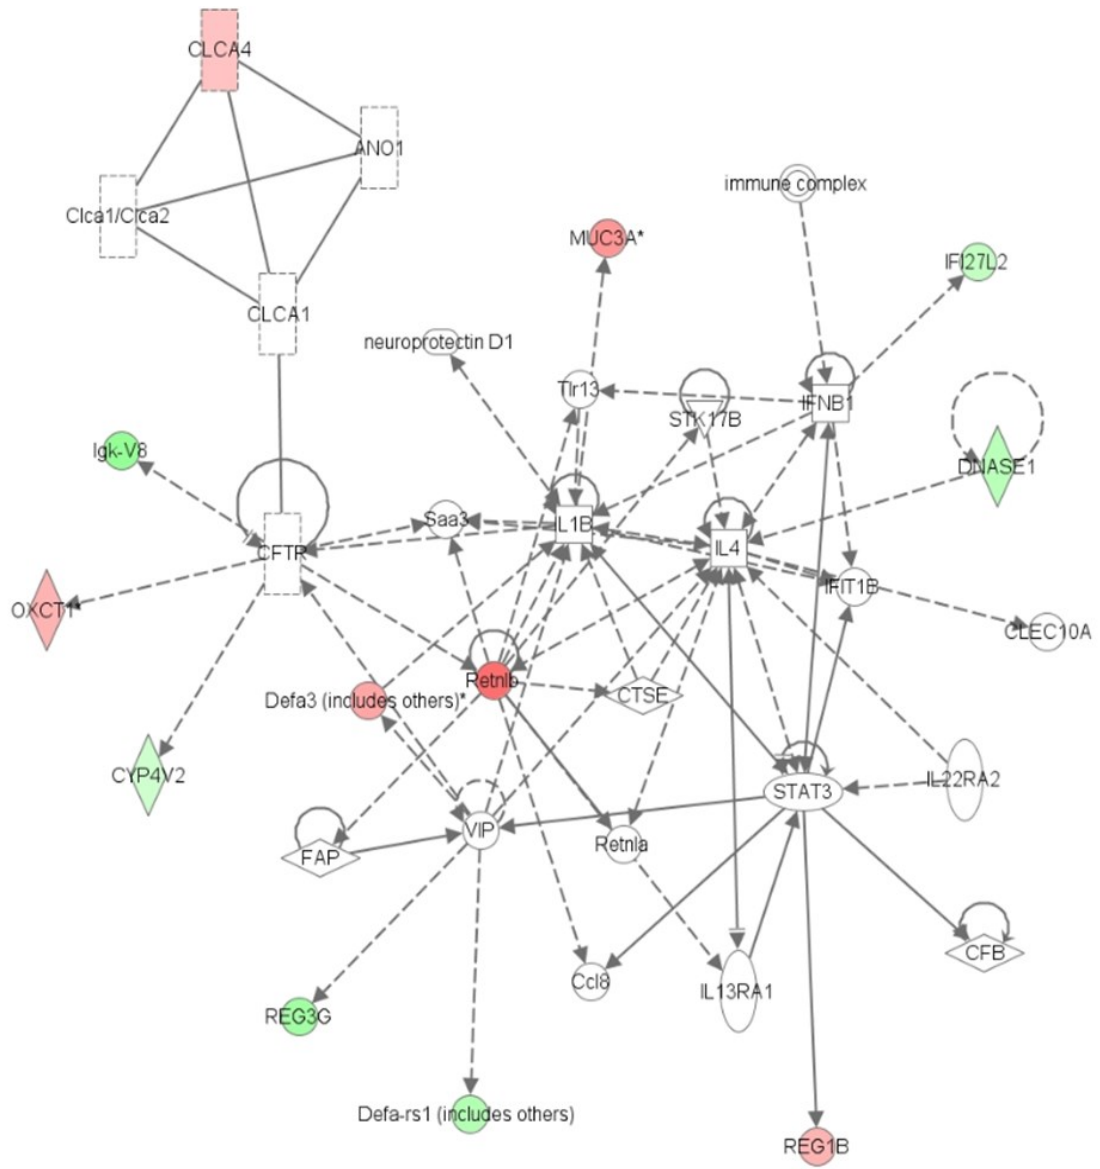 CLCA4
ANO1
immune complex
Clca1/Clca2
MUC3A*
IFI27L2
CLCA1
neuroprotectin D1
Tlr13
STK17B
IFNB1
Igk-V8
DNASE1
Saa3
IL1B
IL4
CFTR
IFIT1B
OXCT1*
CLEC10A
Retnlb
CTSE
Defa3 (includes others)*
CYP4V2
IL22RA2
STAT3
VIP
Retnla
FAP
CFB
Ccl8
IL13RA1
REG3G
Defa-rs1 (includes others)
REG1B